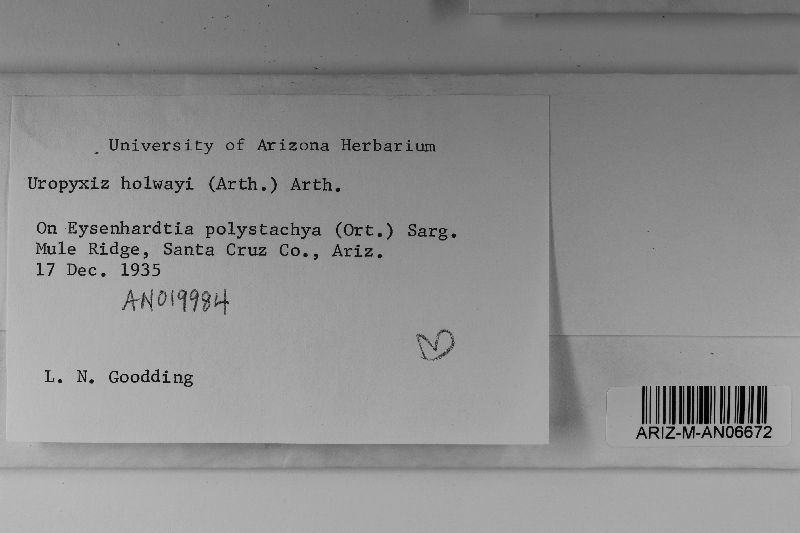 University of Arizona Herbarium
Uropyxiz holwayi (Arth.) Arth.
On Eysenhardtia polystachya (Ort.) Sarg.
Mule Ridge, Santa Cruz Co., Ariz.
17 Dec. 1935
AN019984
L. N. Goodding
ARIZ-M-AN06672